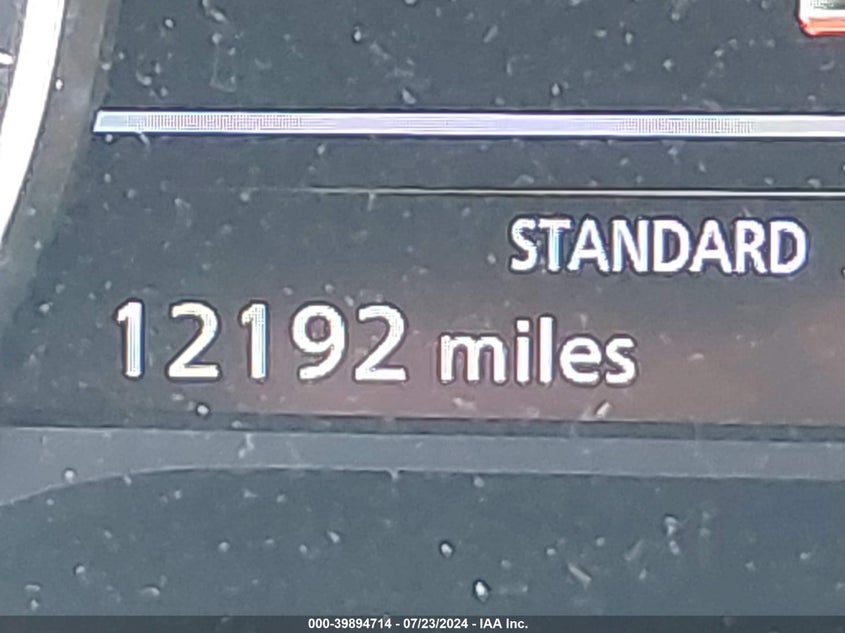 STANDARD
12192 miles
000-39894714 - 07/23/2024 - IAA Inc.